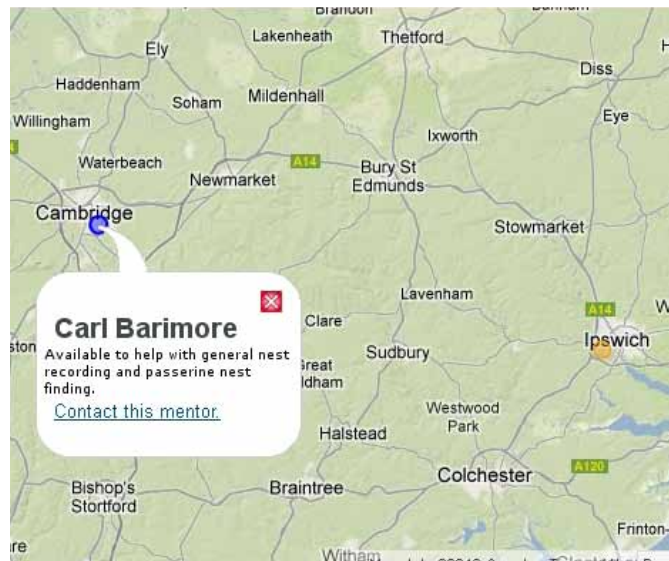 Brandon
Durham
Ely
Lakenheath
Thetford
Diss
Haddenham
Soham
Mildenhall
Eye
Willingham
Ixworth
Waterbeach
A14
Bury St
Edmunds
Newmarket
Cambridge
Stowmarket
Lavenham
A14
Carl Barimore
Available to help with general nest
recording and passerine nest
finding.
Contact this mentor.
Clare
Ipswich
Sudbury
Westwood
Park
Halstead
Colchester
A120
Bishop's
Stortford
Braintree
Frinton-
Witham